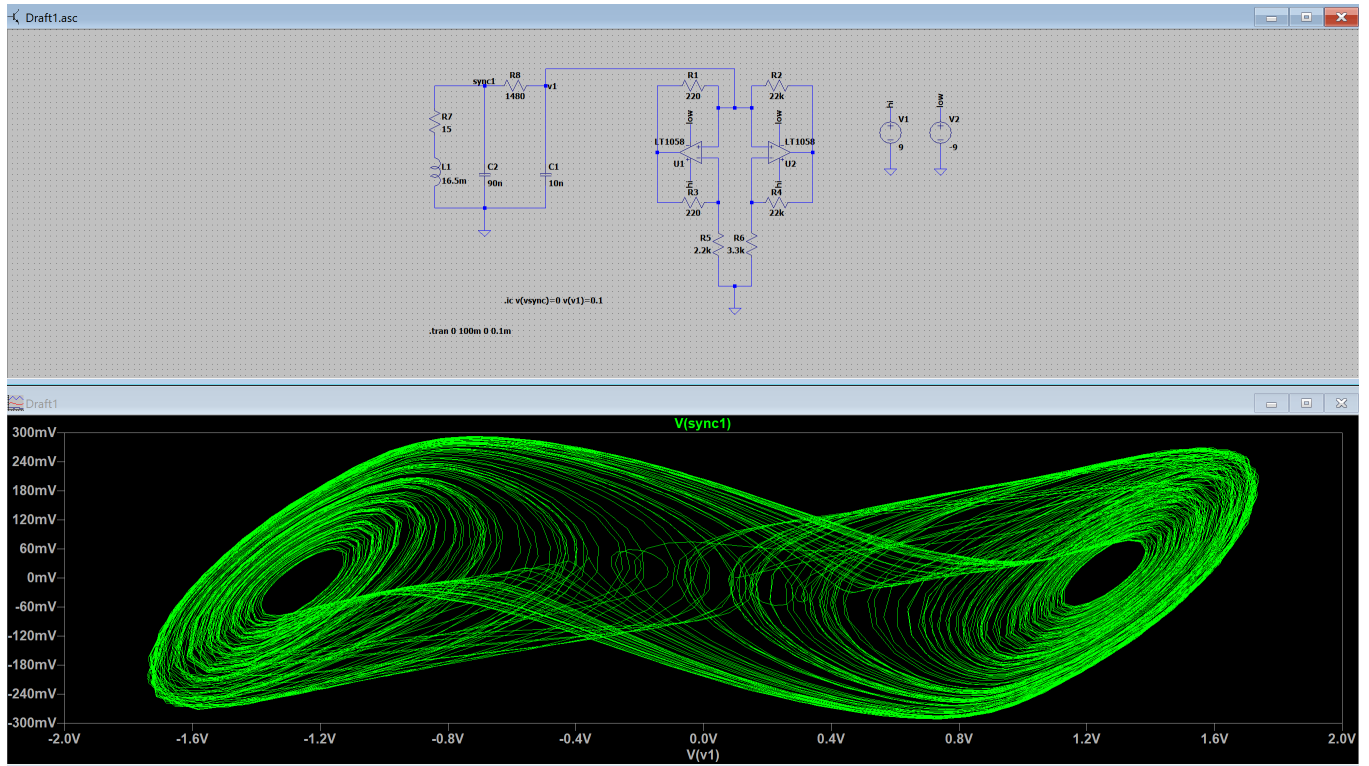 Draft1.asc
sync1
R8
1480
v1
R7
15
L1
16.5m
C2
90n
C1
10n
R1
220
R2
22k
low
low
LT1058
U1
LT1058
U2
hi
hi
R3
220
R4
22k
R5
2.2k
R6
3.3k
hi
V1
9
low
V2
-9
.ic v(vsync)=0 v(v1)=0.1
.tran 0 100m 0 0.1m
Draft1
V(sync1)
300mV
240mV
180mV
120mV
60mV
0mV
-60mV
-120mV
-180mV
-240mV
-300mV
-2.0V -1.6V -1.2V -0.8V -0.4V 0.0V 0.4V 0.8V 1.2V 1.6V 2.0V
V(v1)